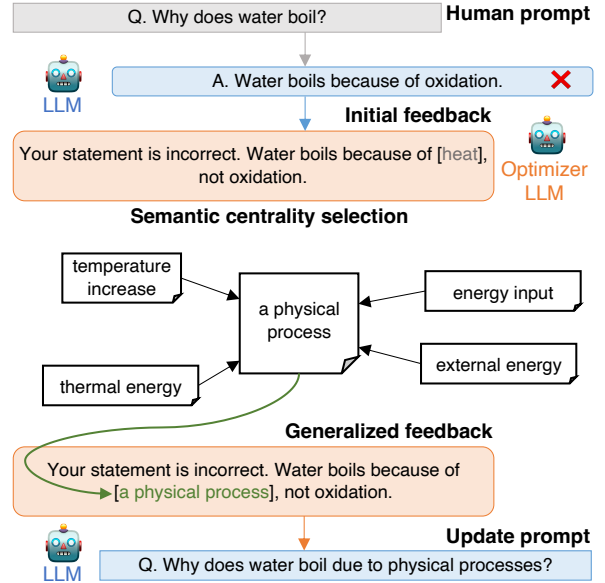 Q. Why does water boil?
Human prompt
LLM
A. Water boils because of oxidation.
Initial feedback
Your statement is incorrect. Water boils because of [heat],
not oxidation.
Optimizer
LLM
Semantic centrality selection
temperature
increase
a physical
process
energy input
thermal energy
external energy
Generalized feedback
Your statement is incorrect. Water boils because of
[a physical process], not oxidation.
Update prompt
LLM
Q. Why does water boil due to physical processes?